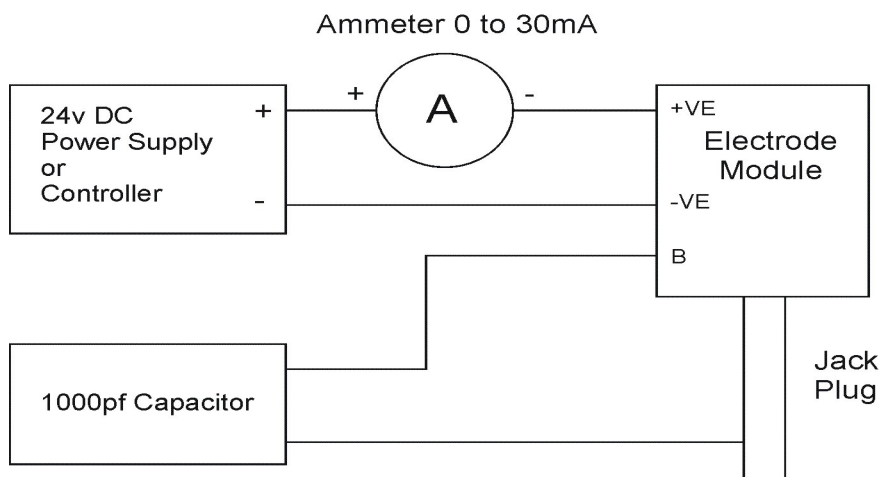 Ammeter 0 to 30mA
24v DC
Power Supply
or
Controller
+
-
+
A
-
+VE
Electrode
Module
-VE
B
1000pf Capacitor
Jack
Plug